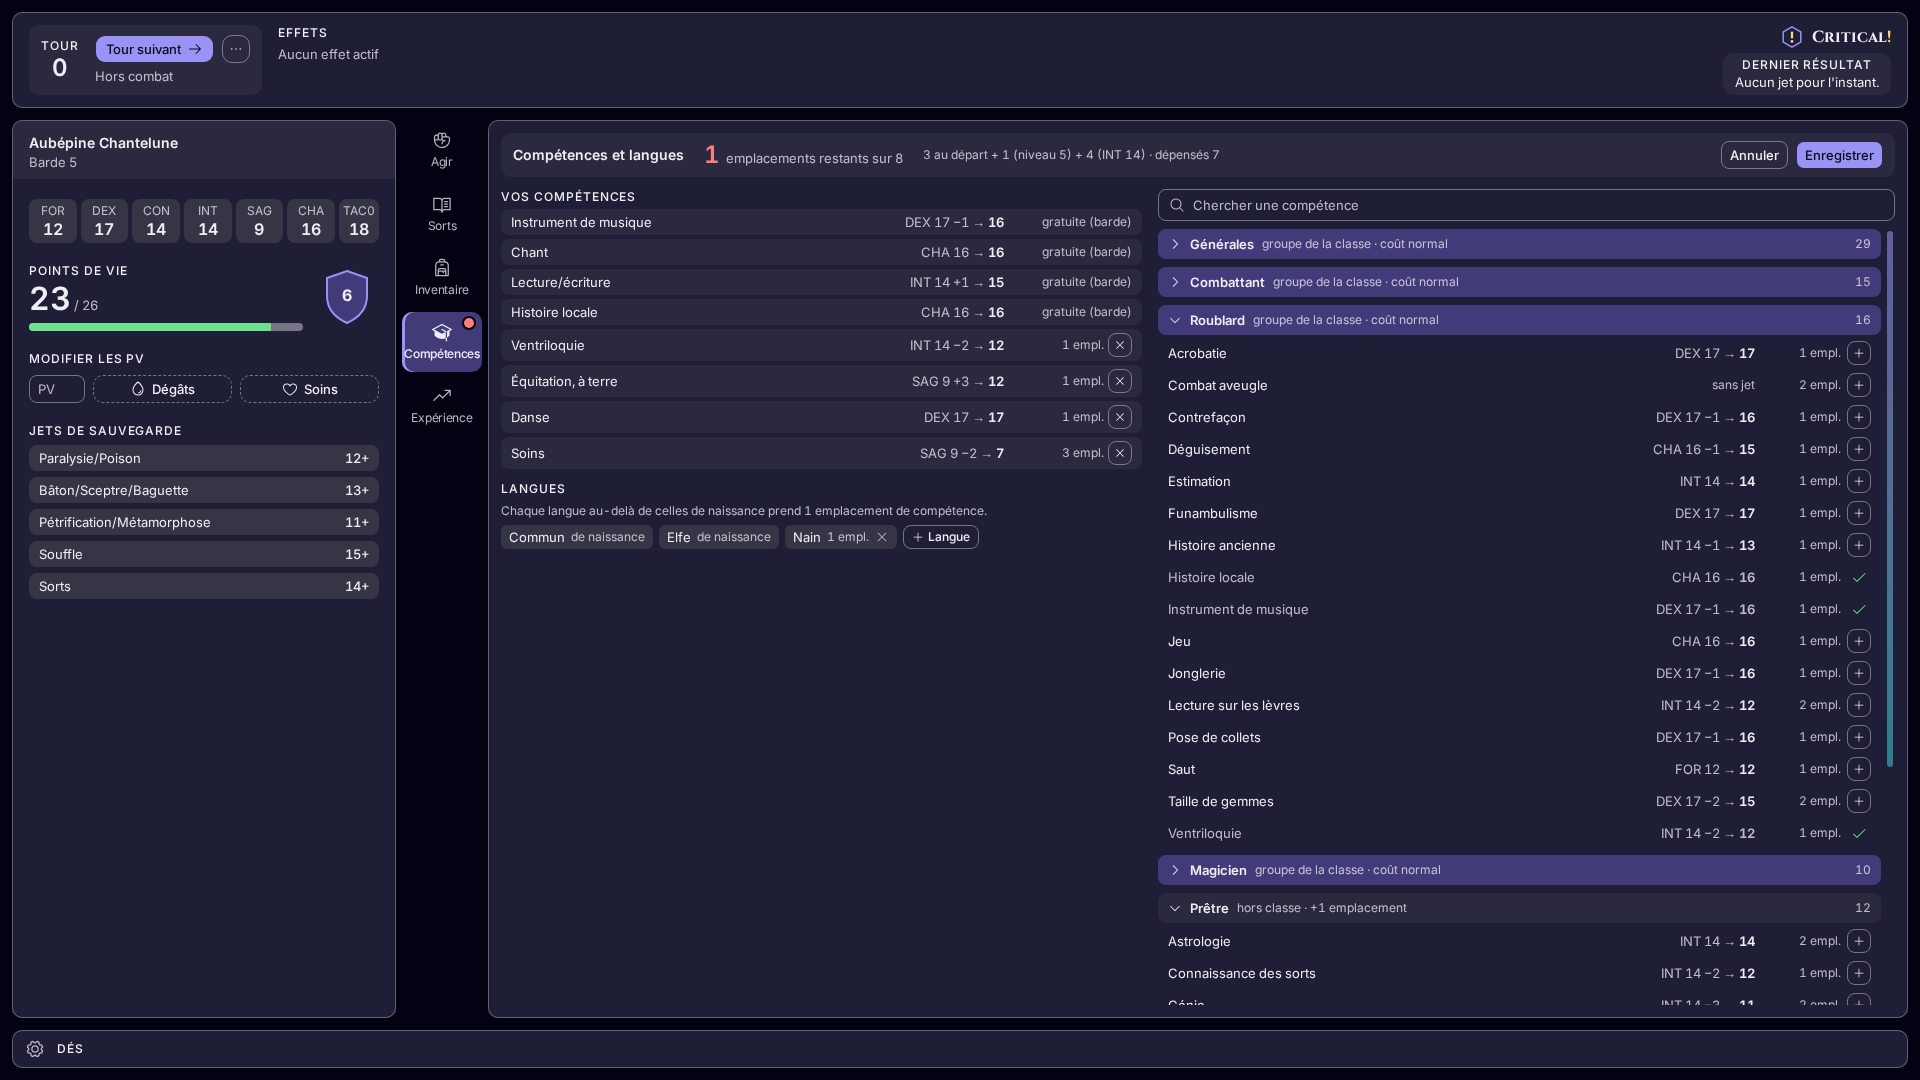 TOUR
0
Tour suivant →
...
Hors combat
EFFETS
Aucun effet actif
CRITICAL!
DERNIER RÉSULTAT
Aucun jet pour l'instant.
Aubépine Chantelune
Barde 5
FOR 12
DEX 17
CON 14
INT 14
SAG 9
CHA 16
TAC0 18
POINTS DE VIE
23 / 26
6
MODIFIER LES PV
PV
Dégâts
Soins
JETS DE SAUVEGARDE
Paralysie/Poison 12+
Bâton/Sceptre/Baguette 13+
Pétrification/Métamorphose 11+
Souffle 15+
Sorts 14+
Agir
Sorts
Inventaire
Compétences
Expérience
Compétences et langues 1 emplacements restants sur 8 3 au départ + 1 (niveau 5) + 4 (INT 14) · dépensés 7
Annuler
Enregistrer
VOS COMPÉTENCES
Instrument de musique DEX 17 −1 → 16 gratuite (barde)
Chant CHA 16 → 16 gratuite (barde)
Lecture/écriture INT 14 +1 → 15 gratuite (barde)
Histoire locale CHA 16 → 16 gratuite (barde)
Ventriloquie INT 14 −2 → 12 1 empl.
Équitation, à terre SAG 9 +3 → 12 1 empl.
Danse DEX 17 → 17 1 empl.
Soins SAG 9 −2 → 7 3 empl.
LANGUES
Chaque langue au-delà de celles de naissance prend 1 emplacement de compétence.
Commun de naissance
Elfe de naissance
Nain 1 empl.
+ Langue
Chercher une compétence
Générales groupe de la classe · coût normal 29
Combattant groupe de la classe · coût normal 15
Roublard groupe de la classe · coût normal 16
Acrobatie DEX 17 → 17 1 empl.
Combat aveugle sans jet 2 empl.
Contrefaçon DEX 17 −1 → 16 1 empl.
Déguisement CHA 16 −1 → 15 1 empl.
Estimation INT 14 → 14 1 empl.
Funambulisme DEX 17 → 17 1 empl.
Histoire ancienne INT 14 −1 → 13 1 empl.
Histoire locale CHA 16 → 16 1 empl.
Instrument de musique DEX 17 −1 → 16 1 empl.
Jeu CHA 16 → 16 1 empl.
Jonglerie DEX 17 −1 → 16 1 empl.
Lecture sur les lèvres INT 14 −2 → 12 2 empl.
Pose de collets DEX 17 −1 → 16 1 empl.
Saut FOR 12 → 12 1 empl.
Taille de gemmes DEX 17 −2 → 15 2 empl.
Ventriloquie INT 14 −2 → 12 1 empl.
Magicien groupe de la classe · coût normal 10
Prêtre hors classe · +1 emplacement 12
Astrologie INT 14 → 14 2 empl.
Connaissance des sorts INT 14 −2 → 12 1 empl.
Génie INT 14 −3 → 11 2 empl.
DÉS